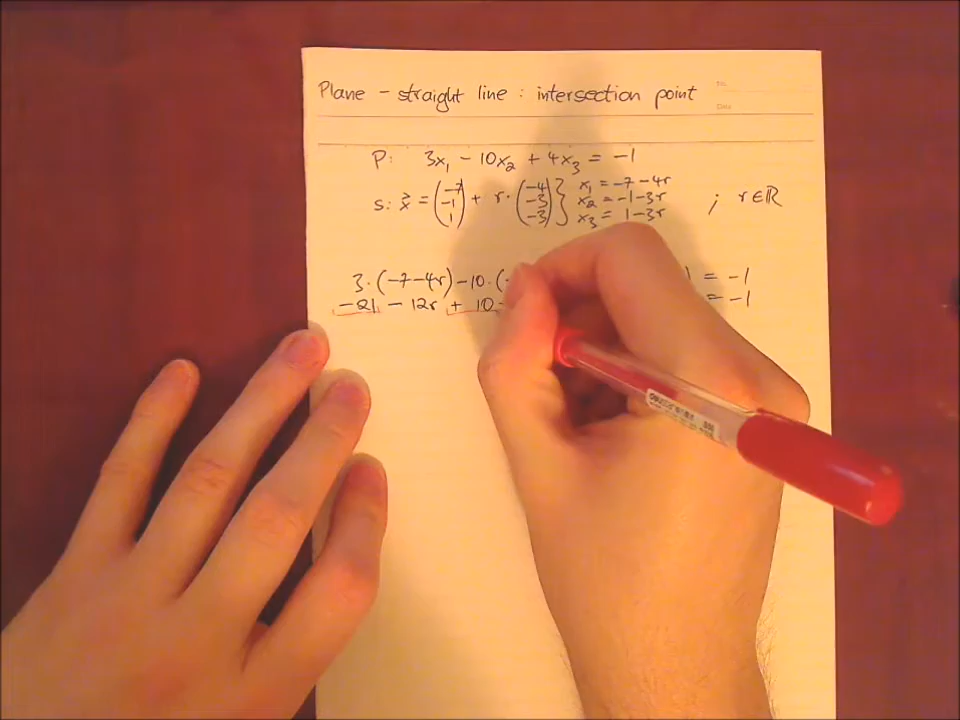 Plane - straight line : intersection point
P: 3x₁ - 10x₂ + 4x₃ = -1
s: x⃗ = (-7 -1 1) + r · (-4 -3 -3) } x₁ = -7-4r x₂ = -1-3r x₃ = 1-3r ; r∈ℝ
3·(-7-4r) -10·(- ) = -1
-21 - 12r + 10 = -1